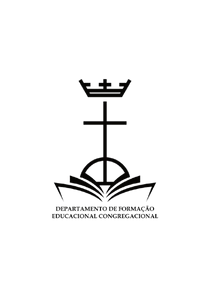 DEPARTAMENTO DE FORMAÇÃO
EDUCACIONAL CONGREGACIONAL